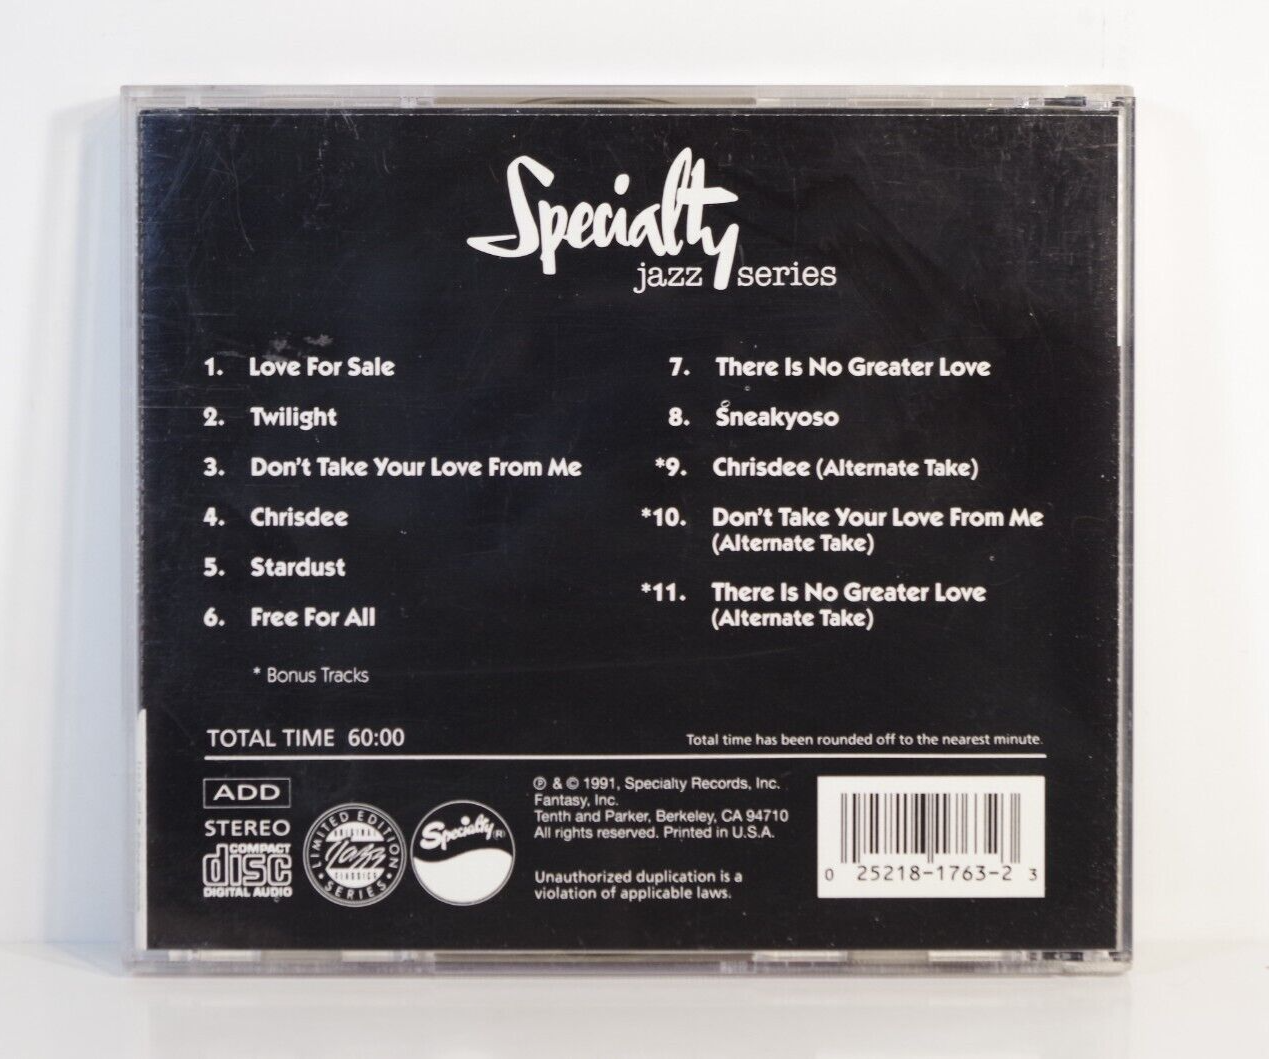 Specialty
jazz series
1. Love For Sale
2. Twilight
3. Don't Take Your Love From Me
4. Chrisdee
5. Stardust
6. Free For All
* Bonus Tracks
7. There Is No Greater Love
8. Sneakyoso
*9. Chrisdee (Alternate Take)
*10. Don't Take Your Love From Me
(Alternate Take)
*11. There Is No Greater Love
(Alternate Take)
TOTAL TIME 60:00
Total time has been rounded off to the nearest minute.
ADD
STEREO
COMPACT
disc
DIGITAL AUDIO
LIMITED EDITION
ORIGINAL
Jazz
CLASSICS
• SERIES •
Specialty (R)
℗ & © 1991, Specialty Records, Inc.
Fantasy, Inc.
Tenth and Parker, Berkeley, CA 94710
All rights reserved. Printed in U.S.A.
Unauthorized duplication is a
violation of applicable laws.
0 25218-1763-2 3